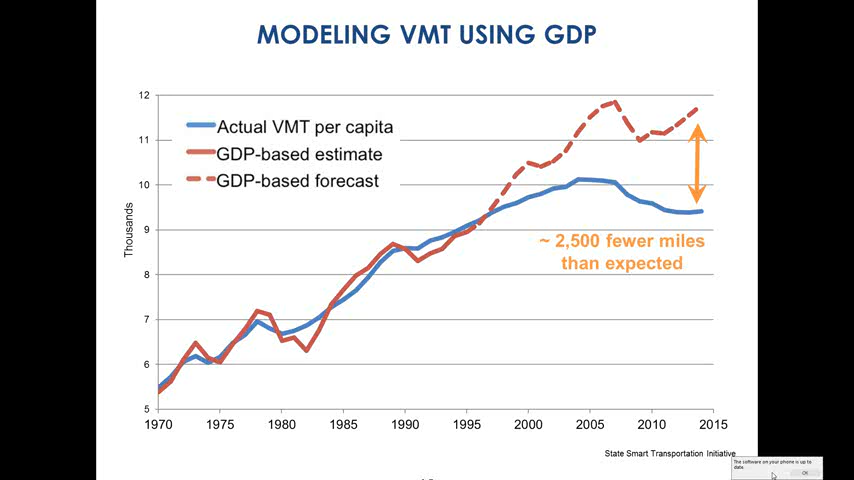 MODELING VMT USING GDP
12
11
10
9
8
7
6
5
Thousands
Actual VMT per capita
GDP-based estimate
GDP-based forecast
~ 2,500 fewer miles
than expected
1970 1975 1980 1985 1990 1995 2000 2005 2010 2015
State Smart Transportation Initiative
The software on your phone is up to
date.
OK